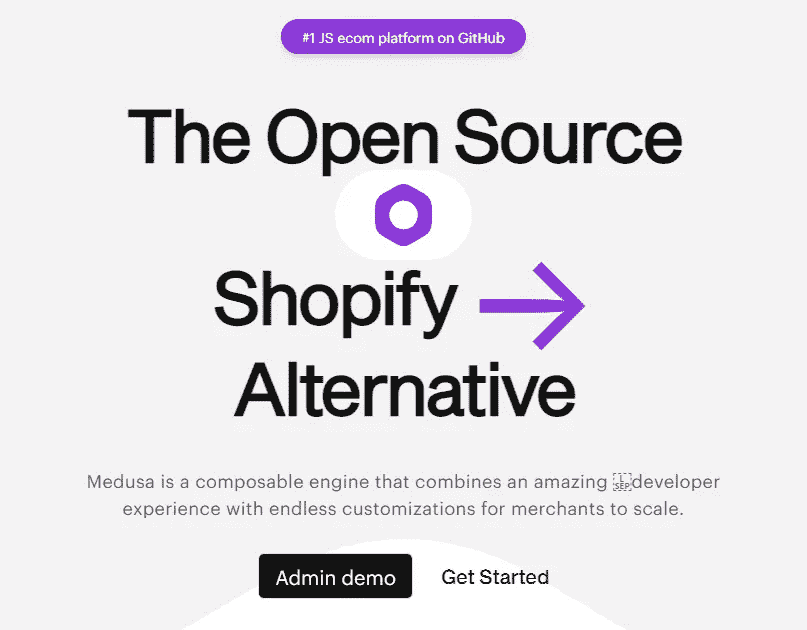 #1 JS ecom platform on GitHub
The Open Source
Shopify
Alternative
Medusa is a composable engine that combines an amazing developer
experience with endless customizations for merchants to scale.
Admin demo
Get Started